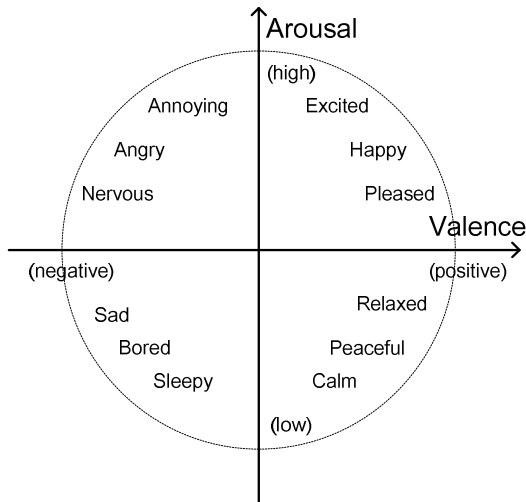 Arousal
(high)
Annoying
Excited
Angry
Happy
Nervous
Pleased
Valence
(negative)
(positive)
Relaxed
Sad
Bored
Peaceful
Sleepy
Calm
(low)